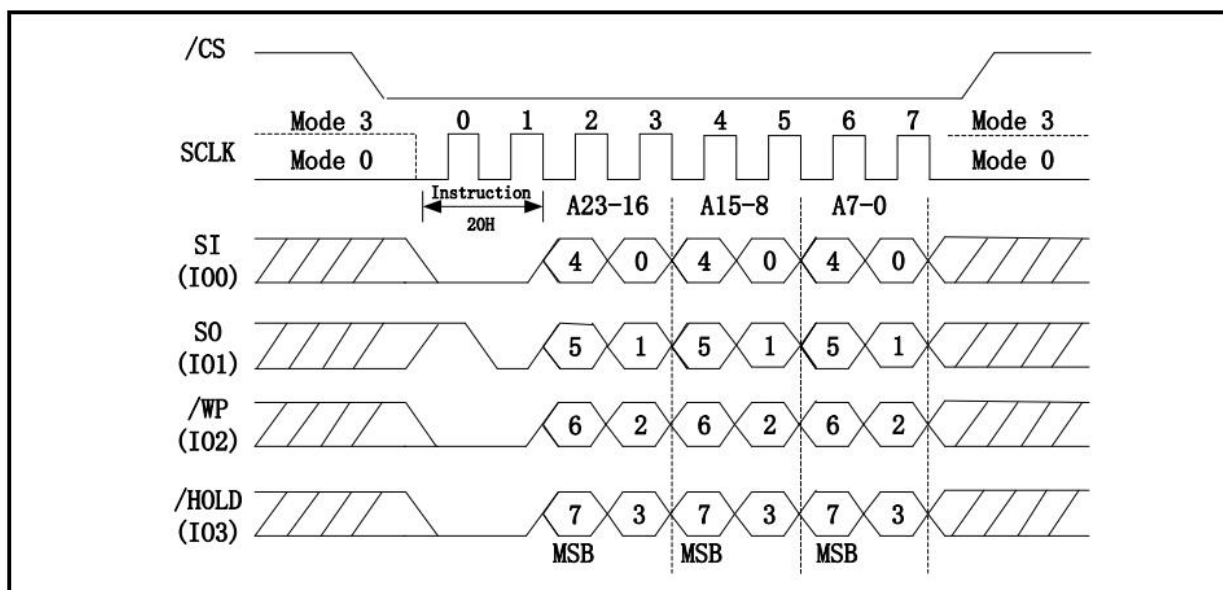 /CS
Mode 3 0 1 2 3 4 5 6 7 Mode 3
SCLK
Mode 0 Mode 0
Instruction
A23-16 A15-8 A7-0
20H
SI
4 0 4 0 4 0
(IO0)
SO
5 1 5 1 5 1
(IO1)
/WP
6 2 6 2 6 2
(IO2)
/HOLD
7 3 7 3 7 3
(IO3)
MSB MSB MSB